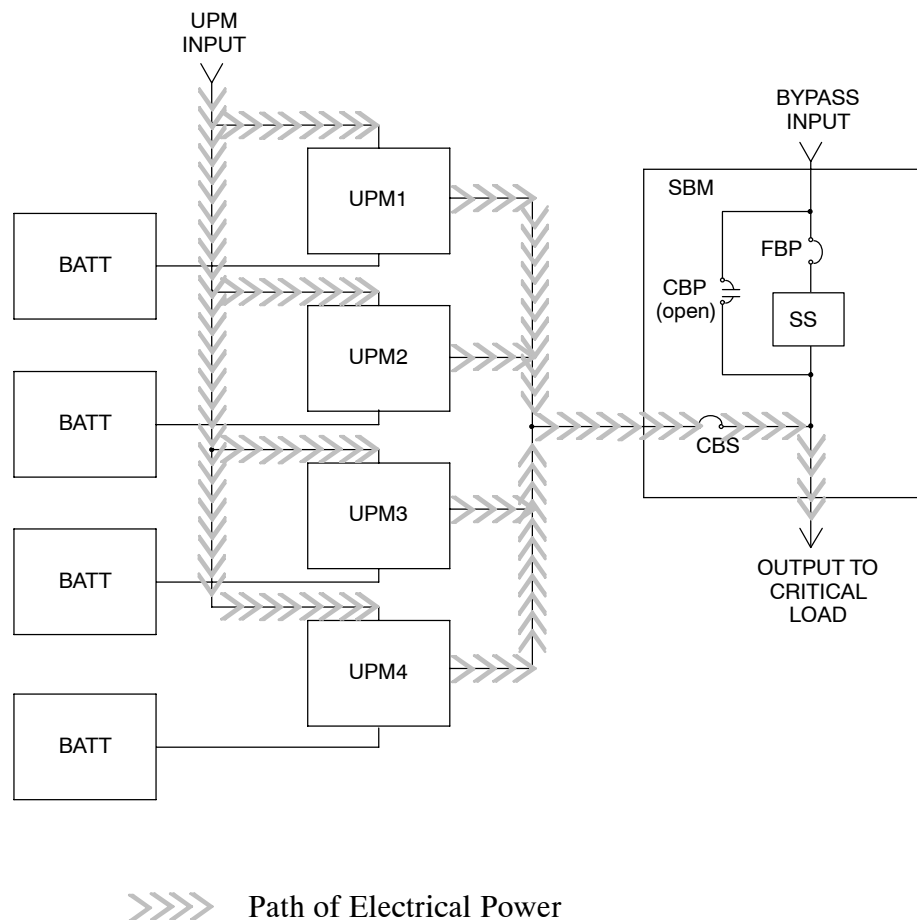 UPM
INPUT
BYPASS
INPUT
SBM
UPM1
BATT
FBP
CBP
(open)
SS
UPM2
BATT
CBS
UPM3
BATT
OUTPUT TO
CRITICAL
LOAD
UPM4
BATT
Path of Electrical Power